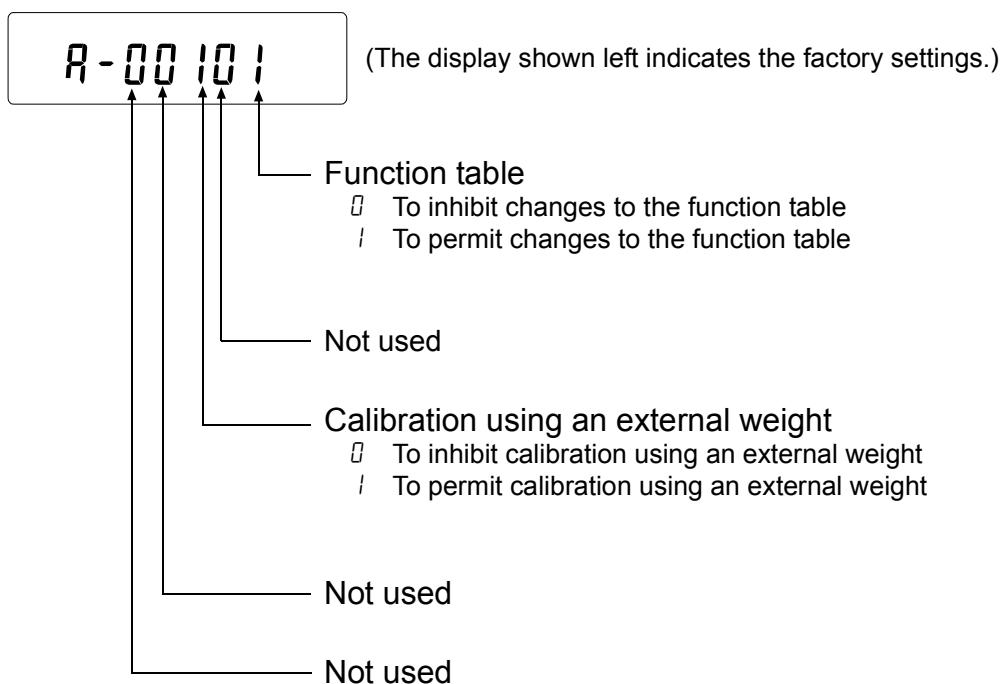 A-00101
(The display shown left indicates the factory settings.)
Function table
0 To inhibit changes to the function table
1 To permit changes to the function table
Not used
Calibration using an external weight
0 To inhibit calibration using an external weight
1 To permit calibration using an external weight
Not used
Not used